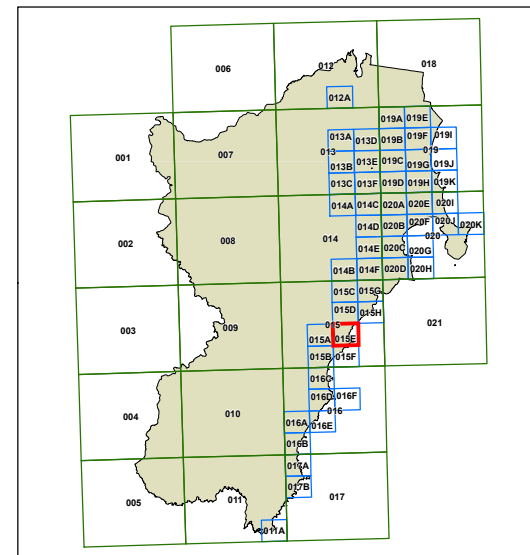 006 012 018
012A
019A 019E
001 007 013A 013D 019B 019F 019I
013 019
013B 013E 019C 019G 019J
013C 013F 019D 019H 019K
014A 014C 020A 020E 020I
002 008 014 014D 020B 020F 020J 020K
020
014E 020C 020G
014B 014F 020D 020H
015C 015G
003 009 015D 015H 021
015
015A 015E
015B 015F
016C
004 010 016D 016F
016
016A 016E
016B
017A
005 011 017B 017
011A